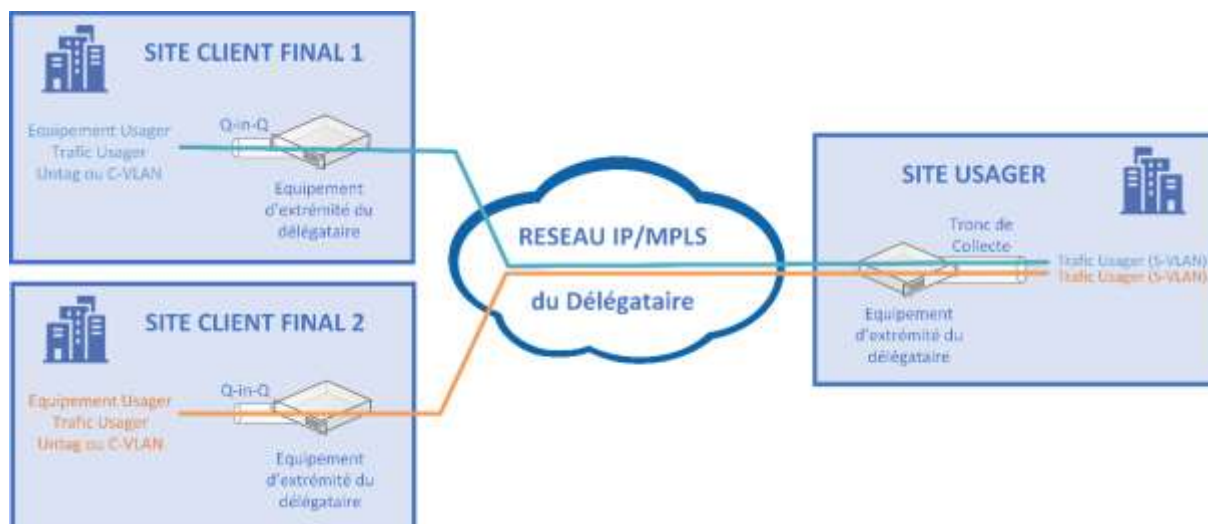 SITE CLIENT FINAL 1
Q-in-Q
Equipement Usager
Trafic Usager
Untag ou C-VLAN
Equipement
d'extrémité du
délégataire
SITE CLIENT FINAL 2
Q-in-Q
Equipement Usager
Trafic Usager
Untag ou C-VLAN
Equipement
d'extrémité du
délégataire
RESEAU IP/MPLS
du Délégataire
SITE USAGER
Tronc de
Collecte
Trafic Usager (S-VLAN)
Trafic Usager (S-VLAN)
Equipement
d'extrémité du
délégataire